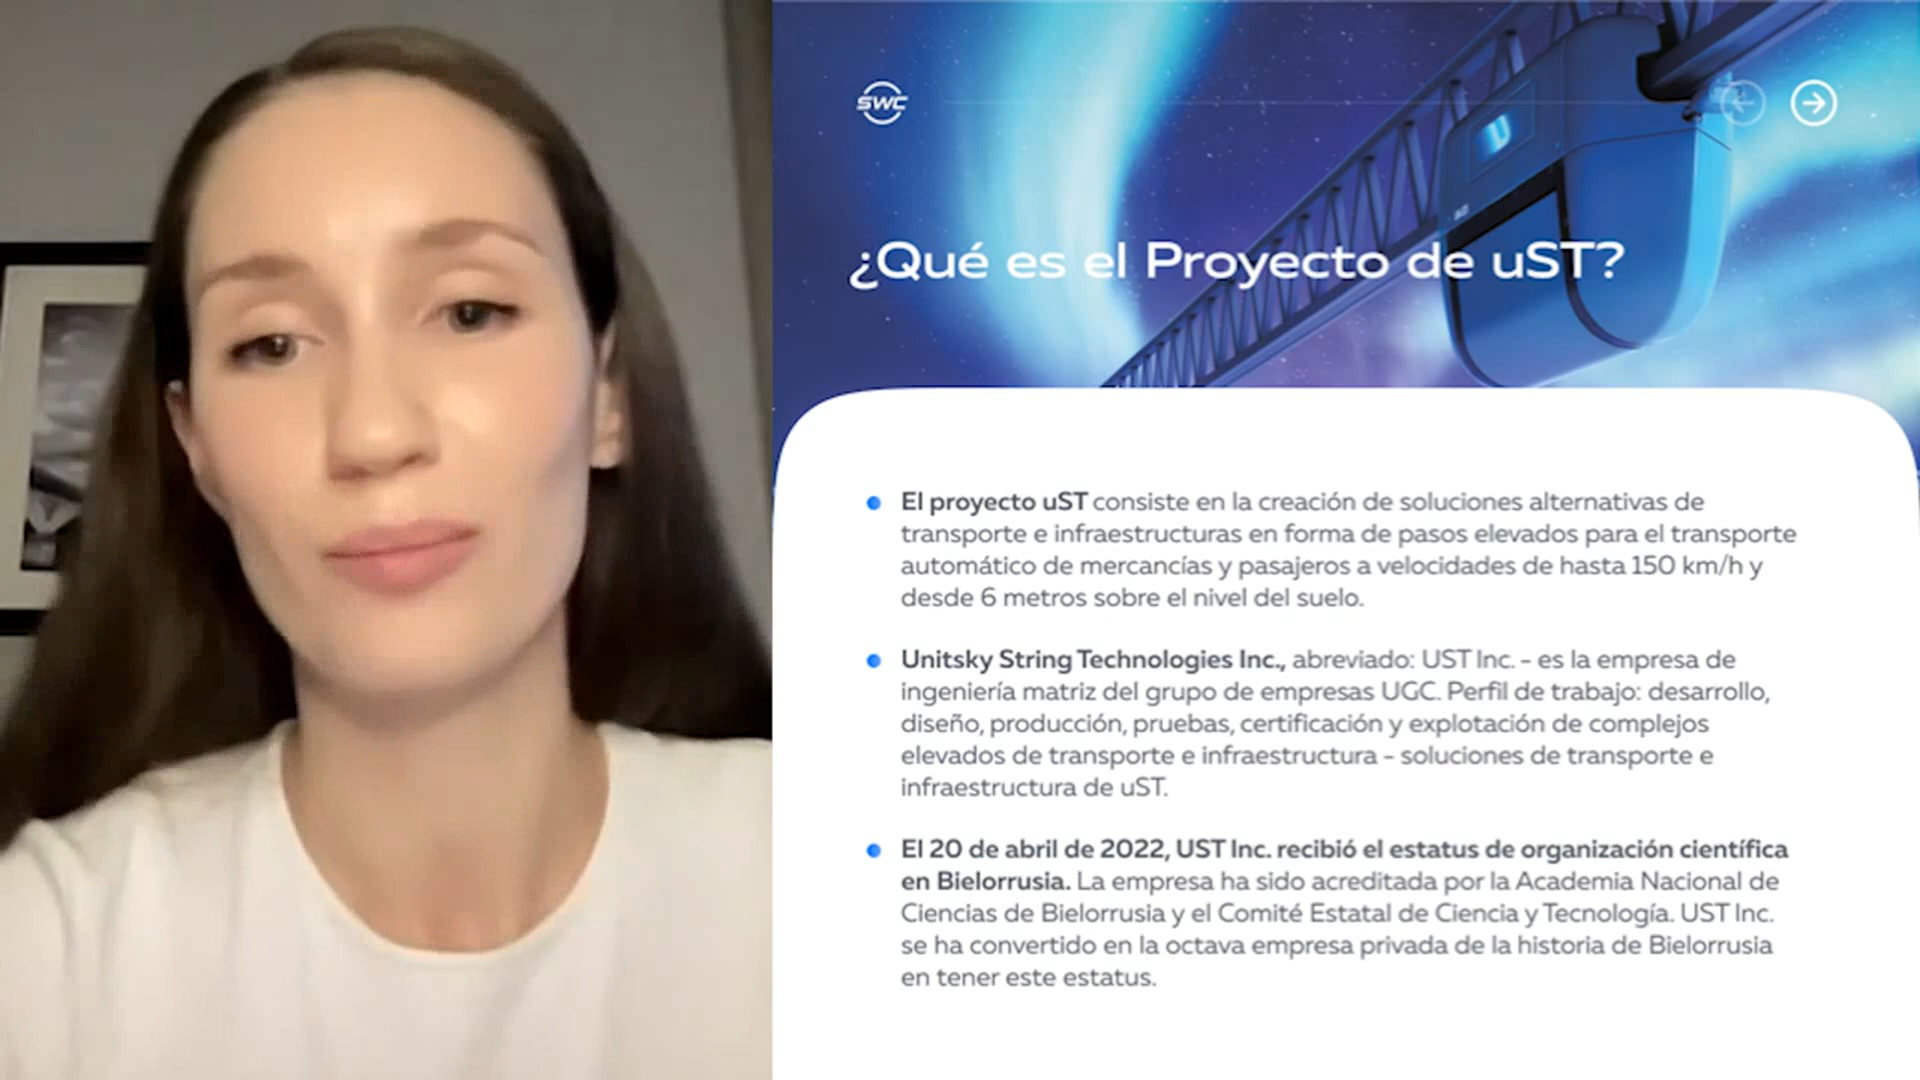 SWC
¿Qué es el Proyecto de uST?
El proyecto uST consiste en la creación de soluciones alternativas de
transporte e infraestructuras en forma de pasos elevados para el transporte
automático de mercancías y pasajeros a velocidades de hasta 150 km/h y
desde 6 metros sobre el nivel del suelo.
Unitsky String Technologies Inc., abreviado: UST Inc. - es la empresa de
ingeniería matriz del grupo de empresas UGC. Perfil de trabajo: desarrollo,
diseño, producción, pruebas, certificación y explotación de complejos
elevados de transporte e infraestructura - soluciones de transporte e
infraestructura de uST.
El 20 de abril de 2022, UST Inc. recibió el estatus de organización científica
en Bielorrusia. La empresa ha sido acreditada por la Academia Nacional de
Ciencias de Bielorrusia y el Comité Estatal de Ciencia y Tecnología. UST Inc.
se ha convertido en la octava empresa privada de la historia de Bielorrusia
en tener este estatus.